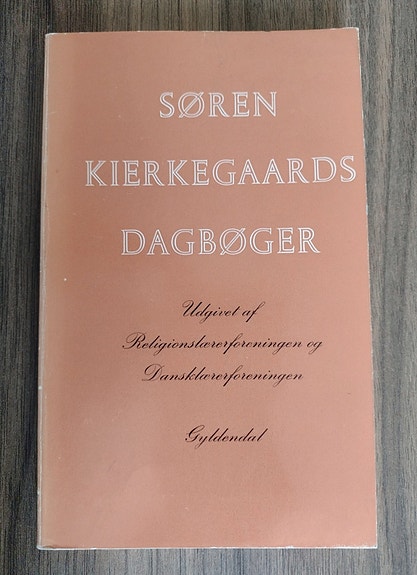 SØREN
KIERKEGAARDS
DAGBØGER
Udgivet af
Religionslærerforeningen og
Dansklærerforeningen
Gyldendal